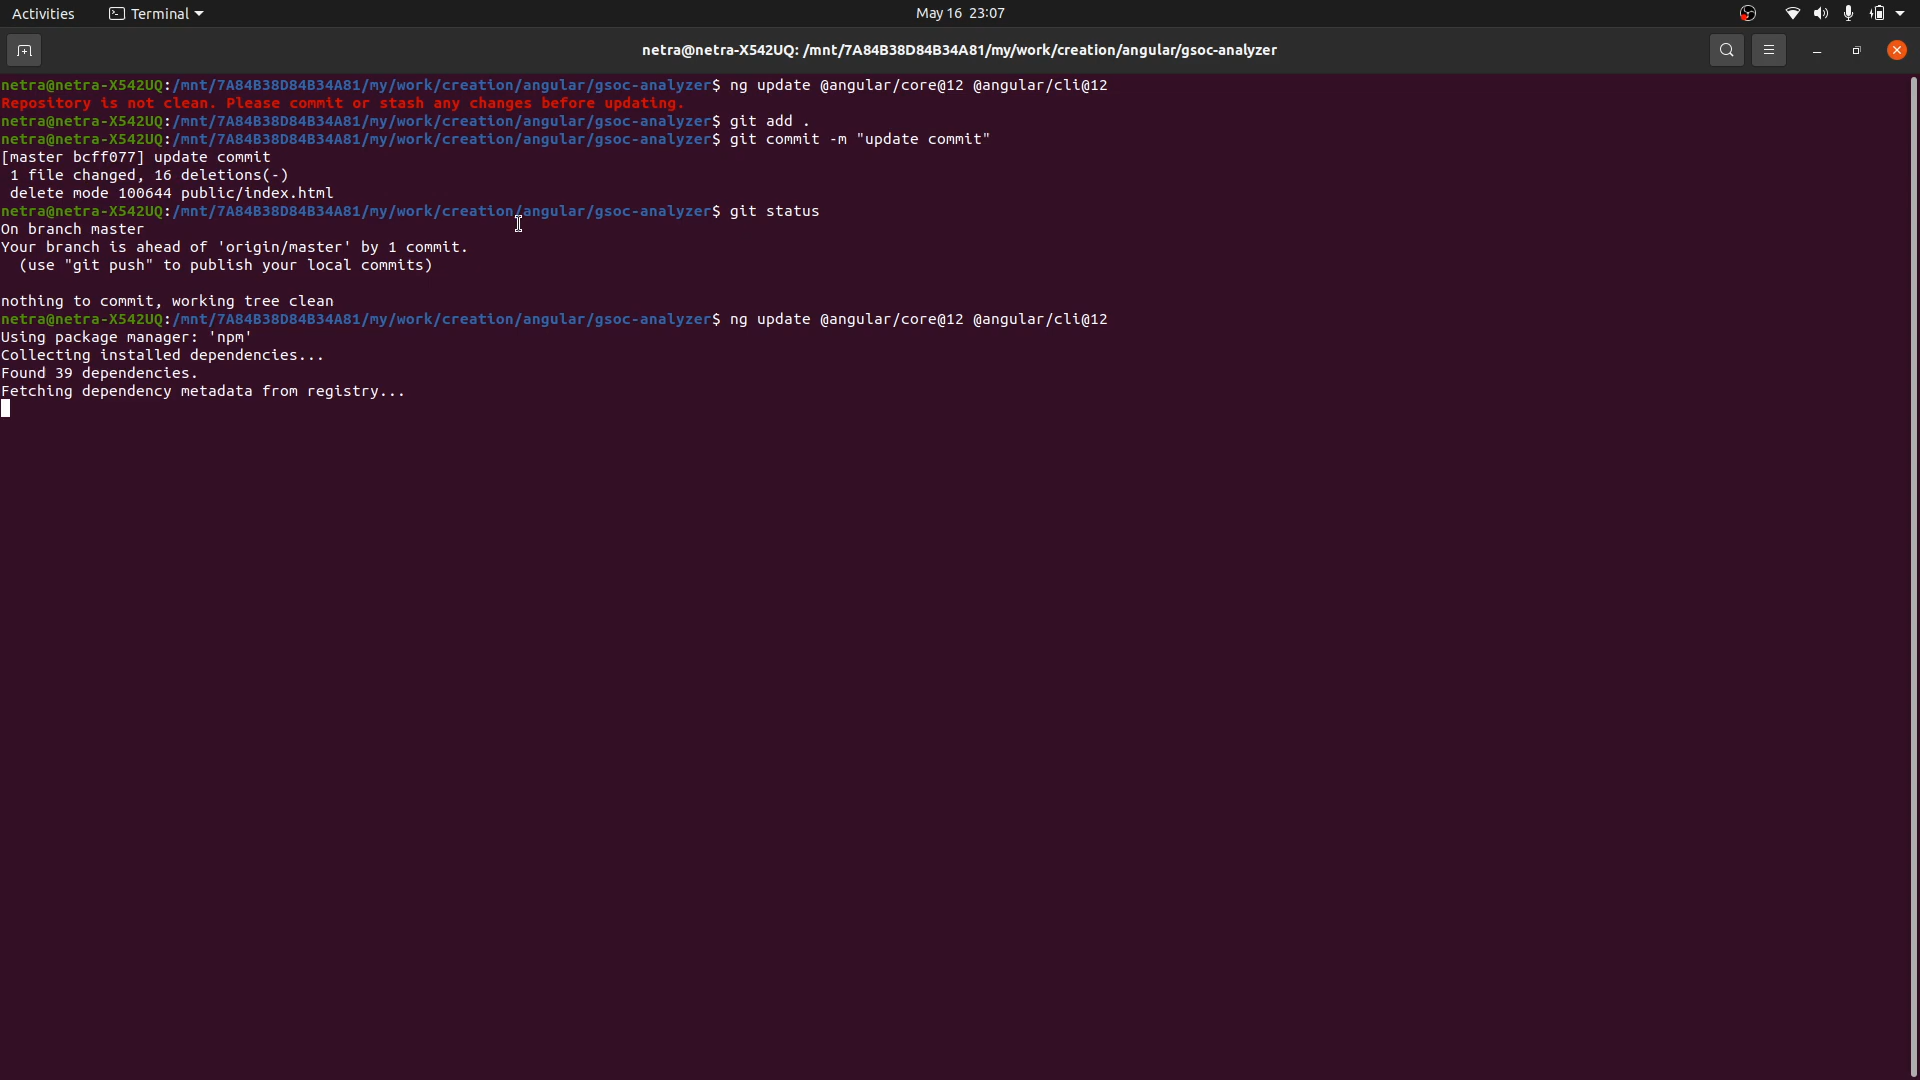 Activities
Terminal
May 16 23:07
netra@netra-X542UQ: /mnt/7A84B38D84B34A81/my/work/creation/angular/gsoc-analyzer
netra@netra-X542UQ:/mnt/7A84B38D84B34A81/my/work/creation/angular/gsoc-analyzer$ ng update @angular/core@12 @angular/cli@12
Repository is not clean. Please commit or stash any changes before updating.
netra@netra-X542UQ:/mnt/7A84B38D84B34A81/my/work/creation/angular/gsoc-analyzer$ git add .
netra@netra-X542UQ:/mnt/7A84B38D84B34A81/my/work/creation/angular/gsoc-analyzer$ git commit -m "update commit"
[master bcff077] update commit
 1 file changed, 16 deletions(-)
 delete mode 100644 public/index.html
netra@netra-X542UQ:/mnt/7A84B38D84B34A81/my/work/creation/angular/gsoc-analyzer$ git status
On branch master
Your branch is ahead of 'origin/master' by 1 commit.
  (use "git push" to publish your local commits)
nothing to commit, working tree clean
netra@netra-X542UQ:/mnt/7A84B38D84B34A81/my/work/creation/angular/gsoc-analyzer$ ng update @angular/core@12 @angular/cli@12
Using package manager: 'npm'
Collecting installed dependencies...
Found 39 dependencies.
Fetching dependency metadata from registry...